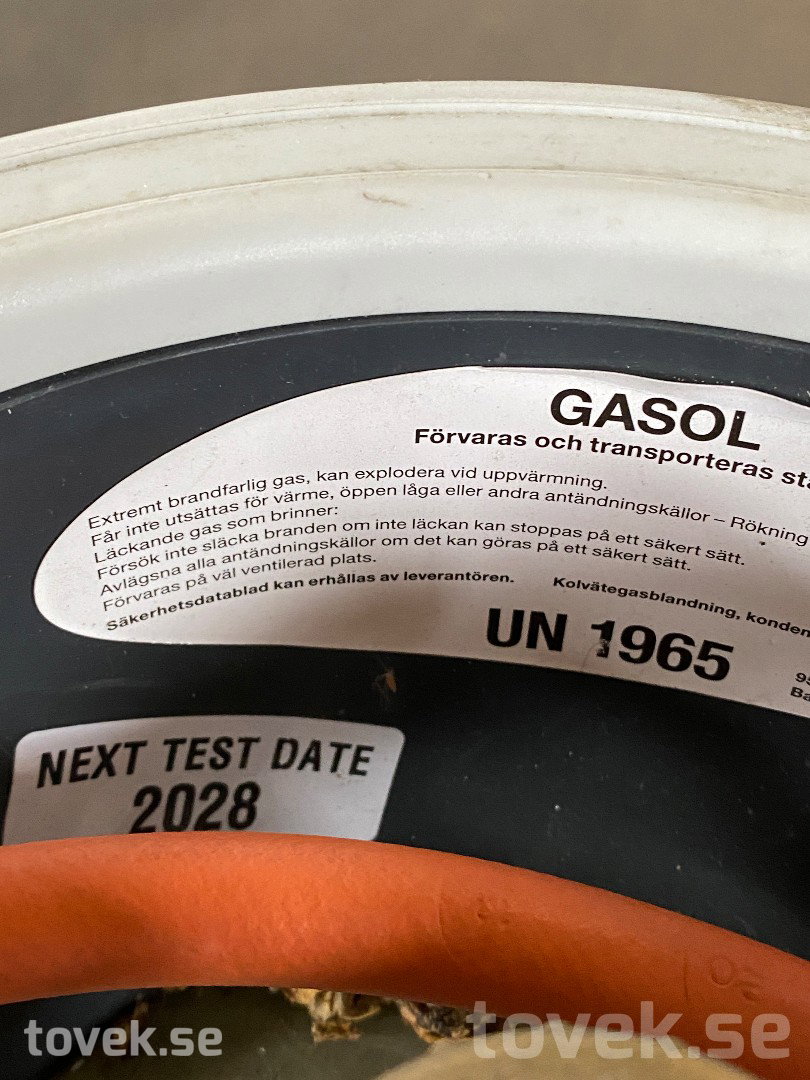 GASOL
Förvaras och transporteras
Extremt brandfarlig gas, kan explodera vid uppvärmning.
Får inte utsättas för värme, öppen låga eller andra antändningskällor – Rökning
Läckande gas som brinner:
Försök inte släcka branden om inte läckan kan stoppas på ett säkert sätt.
Avlägsna alla antändningskällor om det kan göras på ett säkert sätt.
Förvaras på väl ventilerad plats.
Säkerhetsdatablad kan erhållas av leverantören. Kolvätegasblandning,
UN 1965
NEXT TEST DATE
2028
tovek.se
tovek.se